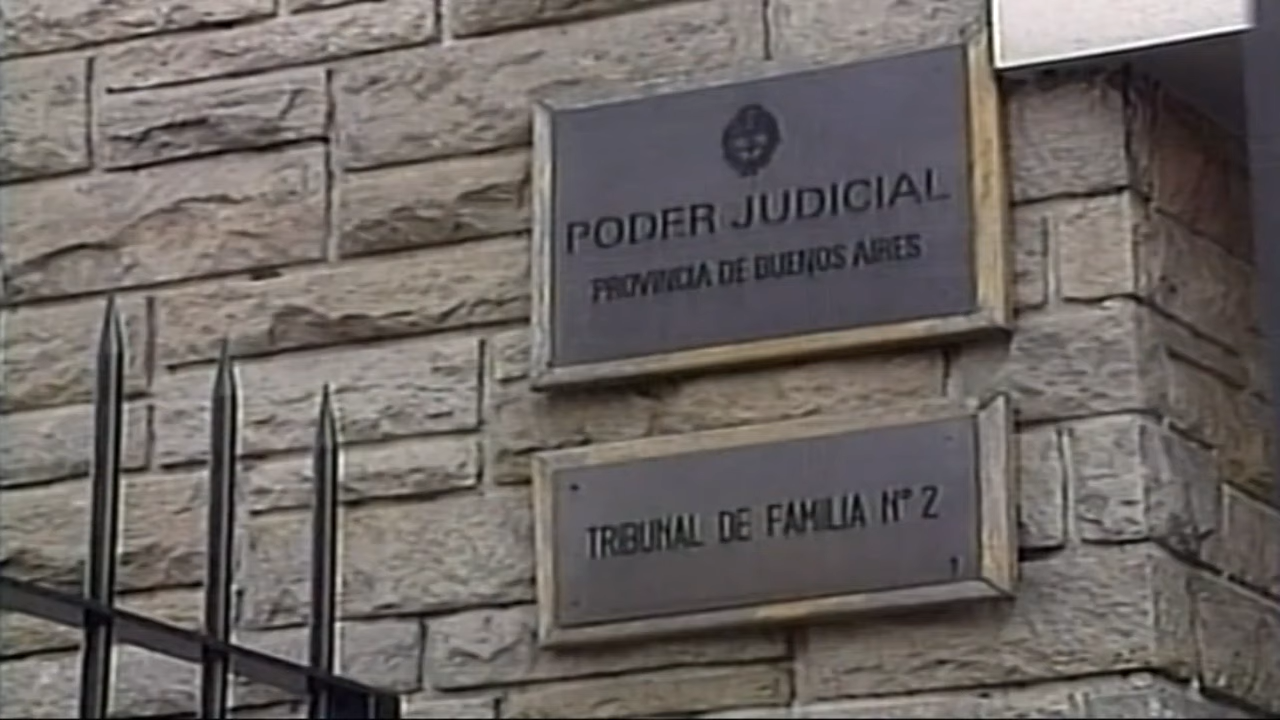 PODER JUDICIAL
PROVINCIA DE BUENOS AIRES
TRIBUNAL DE FAMILIA N° 2